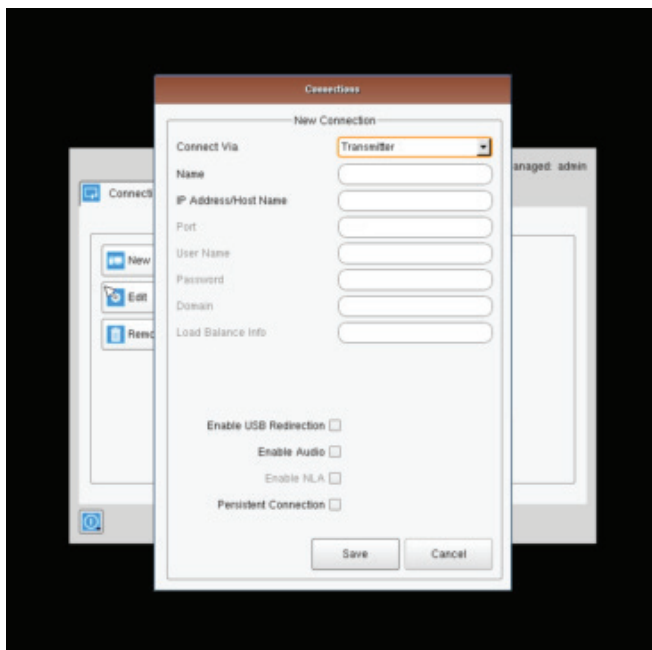 Connections
New Connection
Connect Via
Transmitter
Name
IP Address/Host Name
Port
User Name
Password
Domain
Load Balance Info
Enable USB Redirection
Enable Audio
Enable NLA
Persistent Connection
Save
Cancel
anaged: admin
Connecti
New
Edit
Remo